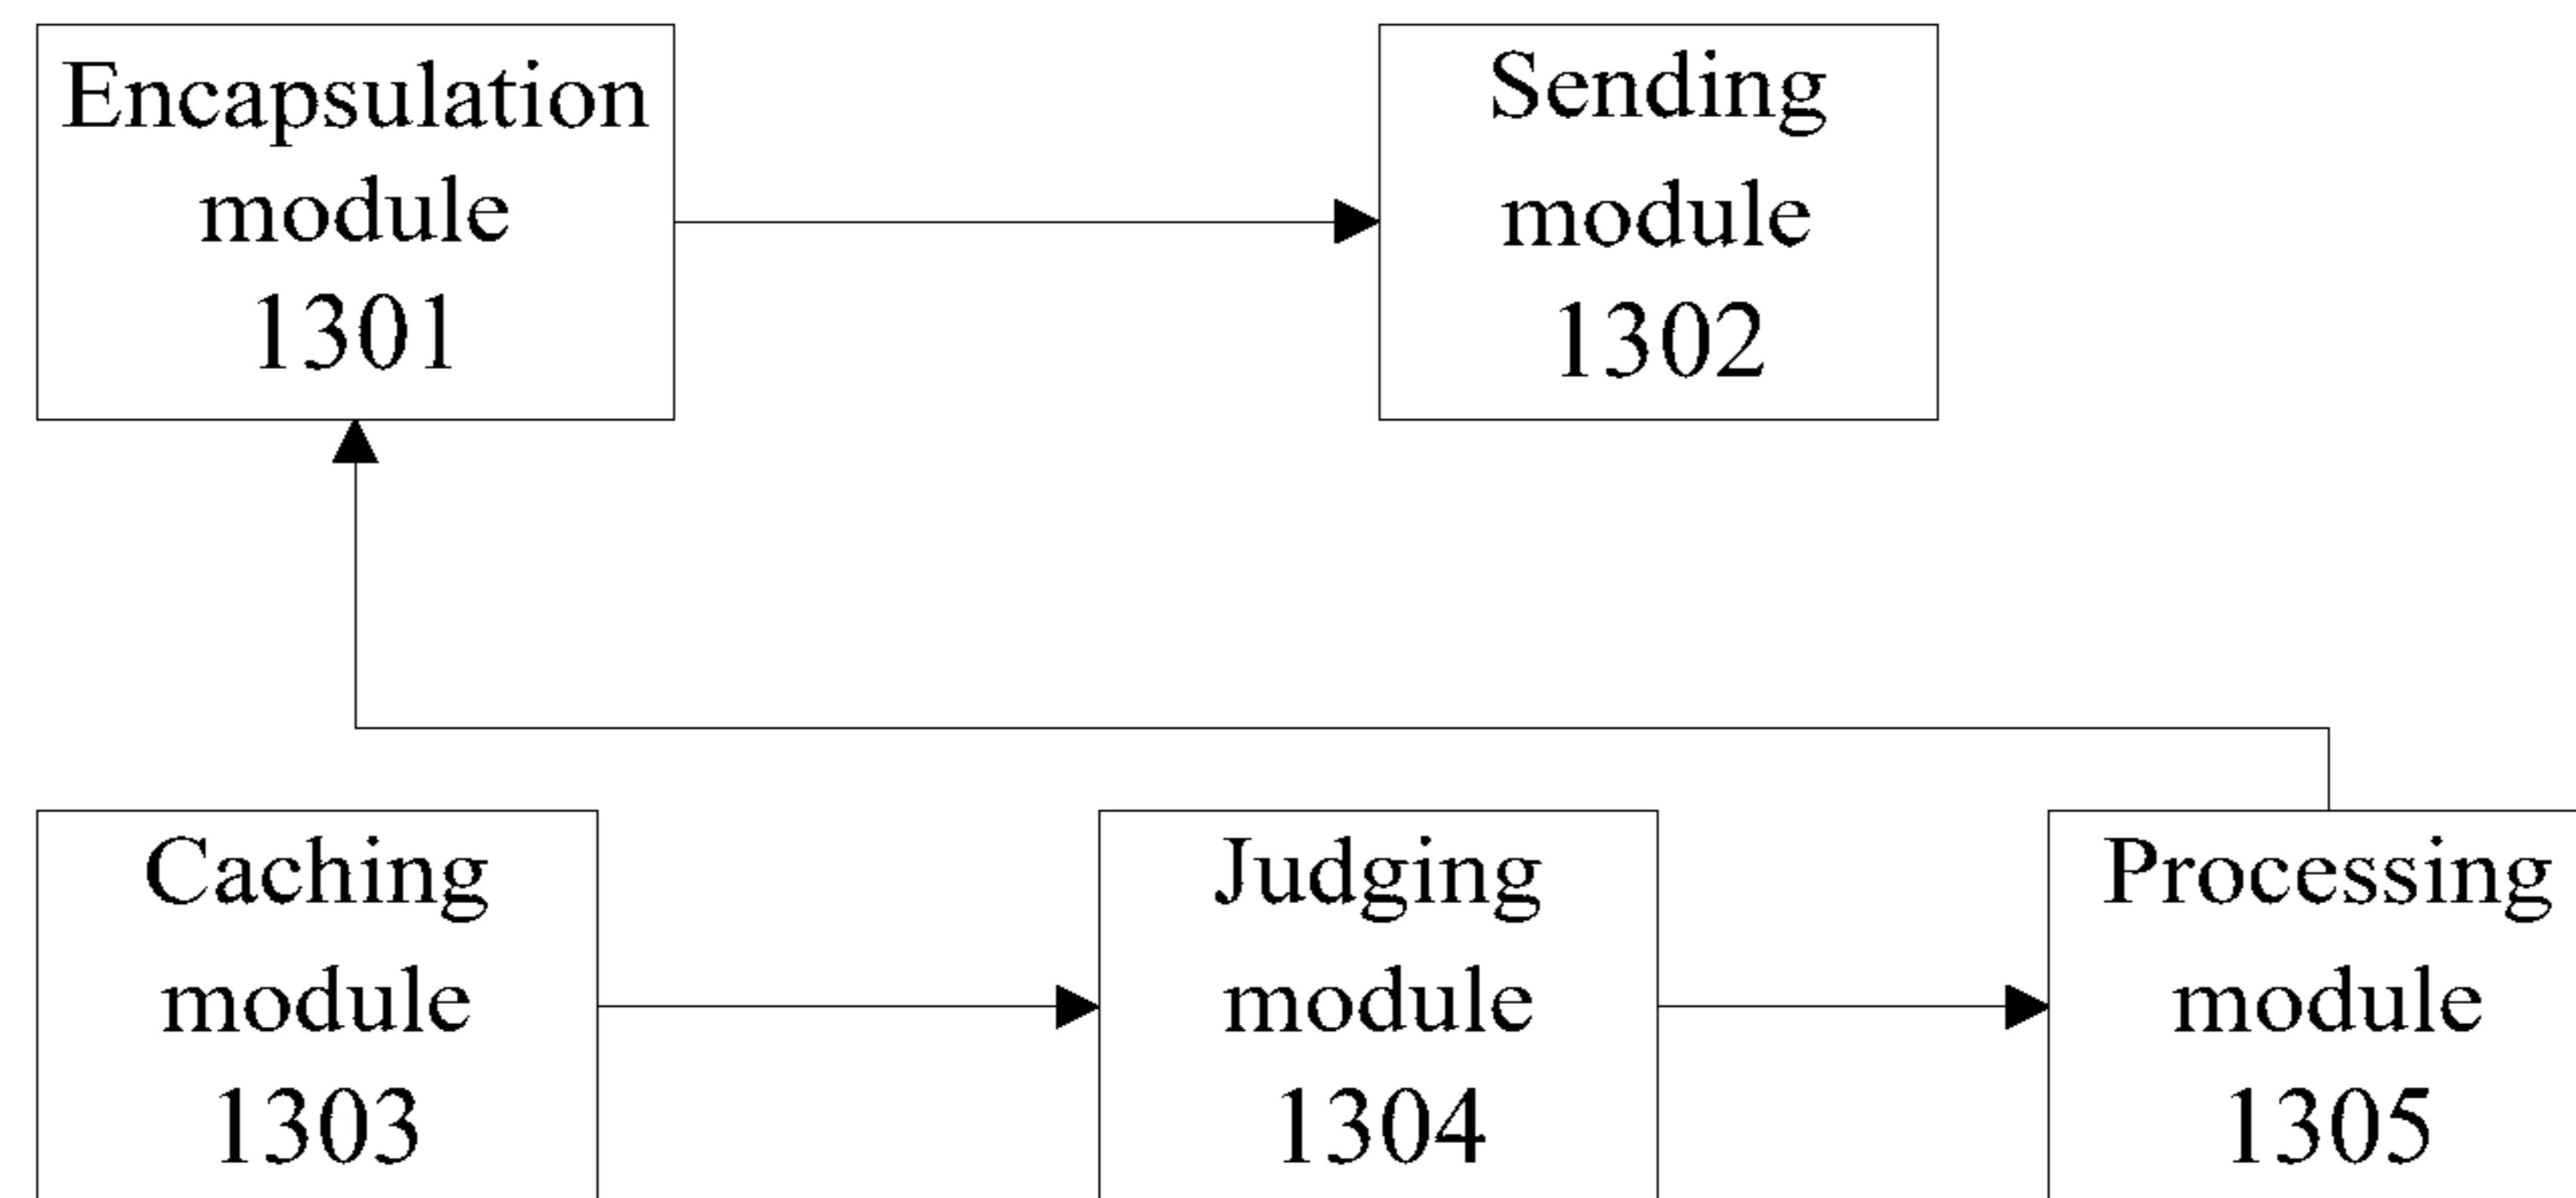 Encapsulation
module
1301
Sending
module
1302
Caching
module
1303
Judging
module
1304
Processing
module
1305